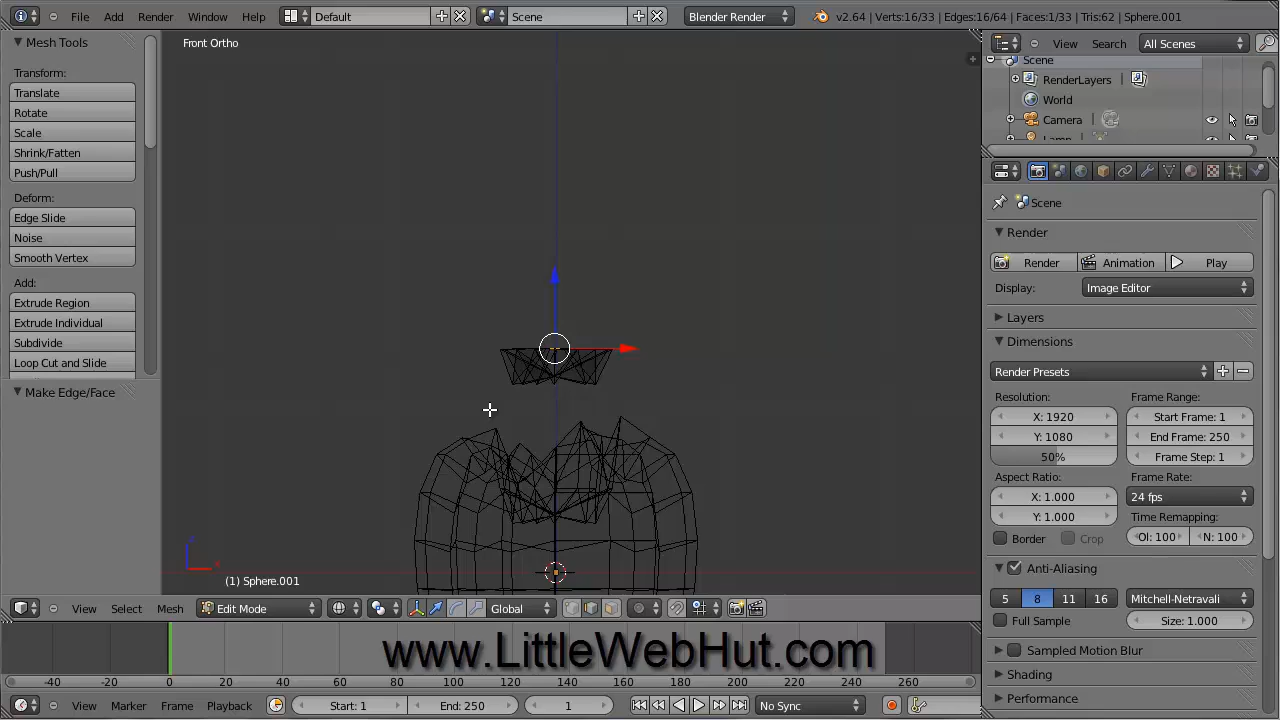 File Add Render Window Help Default Scene Blender Render v2.64 | Verts:16/33 | Edges:16/64 | Faces:1/33 | Tris:62 | Sphere.001
Mesh Tools
Transform:
Translate
Rotate
Scale
Shrink/Fatten
Push/Pull
Deform:
Edge Slide
Noise
Smooth Vertex
Add:
Extrude Region
Extrude Individual
Subdivide
Loop Cut and Slide
Make Edge/Face
Front Ortho
(1) Sphere.001
View Select Mesh Edit Mode Global
View Search All Scenes
Scene
RenderLayers
World
Camera
Lamp
Scene
Render
Render Animation Play
Display: Image Editor
Layers
Dimensions
Render Presets
Resolution: Frame Range:
X: 1920 Start Frame: 1
Y: 1080 End Frame: 250
50% Frame Step: 1
Aspect Ratio: Frame Rate:
X: 1.000 24 fps
Y: 1.000 Time Remapping:
Border Crop Ol: 100 N: 100
Anti-Aliasing
5 8 11 16 Mitchell-Netravali
Full Sample Size: 1.000
Sampled Motion Blur
Shading
Performance
www.LittleWebHut.com
-40 -20 0 20 40 60 80 100 120 140 160 180 200 220 240 260
View Marker Frame Playback Start: 1 End: 250 1 No Sync